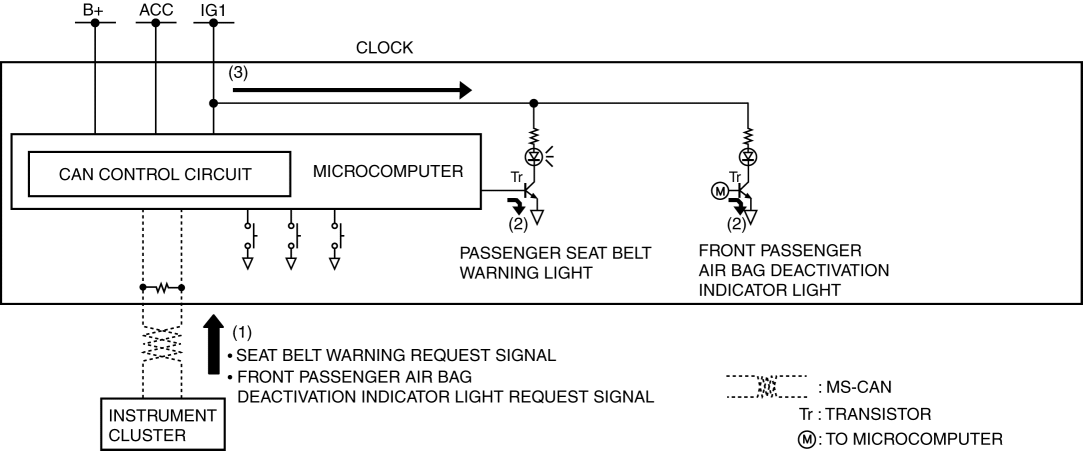 B+ ACC IG1
CLOCK
(3)
CAN CONTROL CIRCUIT
MICROCOMPUTER
Tr
(2)
PASSENGER SEAT BELT
WARNING LIGHT
Tr
M
(2)
FRONT PASSENGER
AIR BAG DEACTIVATION
INDICATOR LIGHT
(1)
• SEAT BELT WARNING REQUEST SIGNAL
• FRONT PASSENGER AIR BAG
DEACTIVATION INDICATOR LIGHT REQUEST SIGNAL
INSTRUMENT
CLUSTER
: MS-CAN
Tr : TRANSISTOR
M : TO MICROCOMPUTER